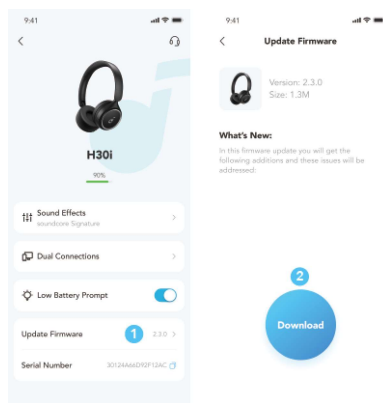 9:41
H30i
90%
Sound Effects
soundcore Signature
Dual Connections
Low Battery Prompt
Update Firmware 1 2.3.0
Serial Number 30124A66D92F12AC
9:41
Update Firmware
Version: 2.3.0
Size: 1.3M
What's New:
In this firmware update you will get the
following additions and these issues will be
addressed:
2
Download